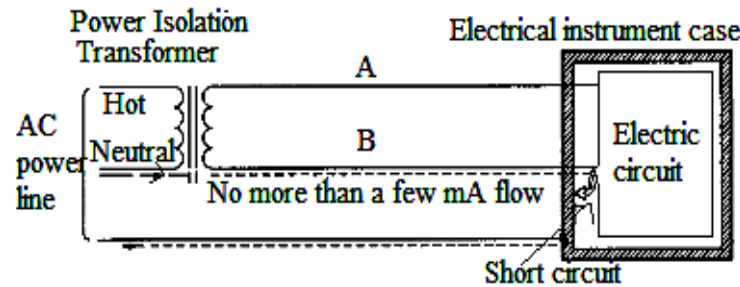 Power Isolation
Transformer
Electrical instrument case
A
Hot
AC
power
line
Neutral
B
Electric
circuit
No more than a few mA flow
Short circuit